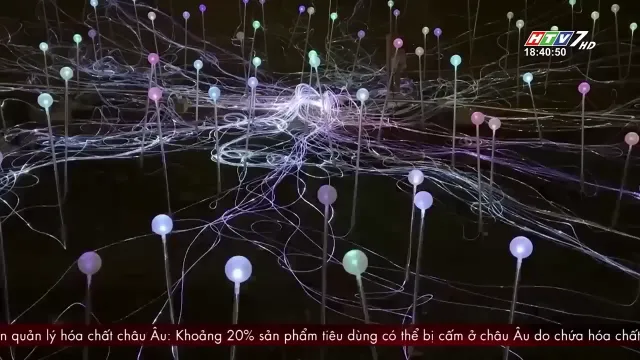 HTV7 HD
18:40:50
n quản lý hóa chất châu Âu: Khoảng 20% sản phẩm tiêu dùng có thể bị cấm ở châu Âu do chứa hóa chất